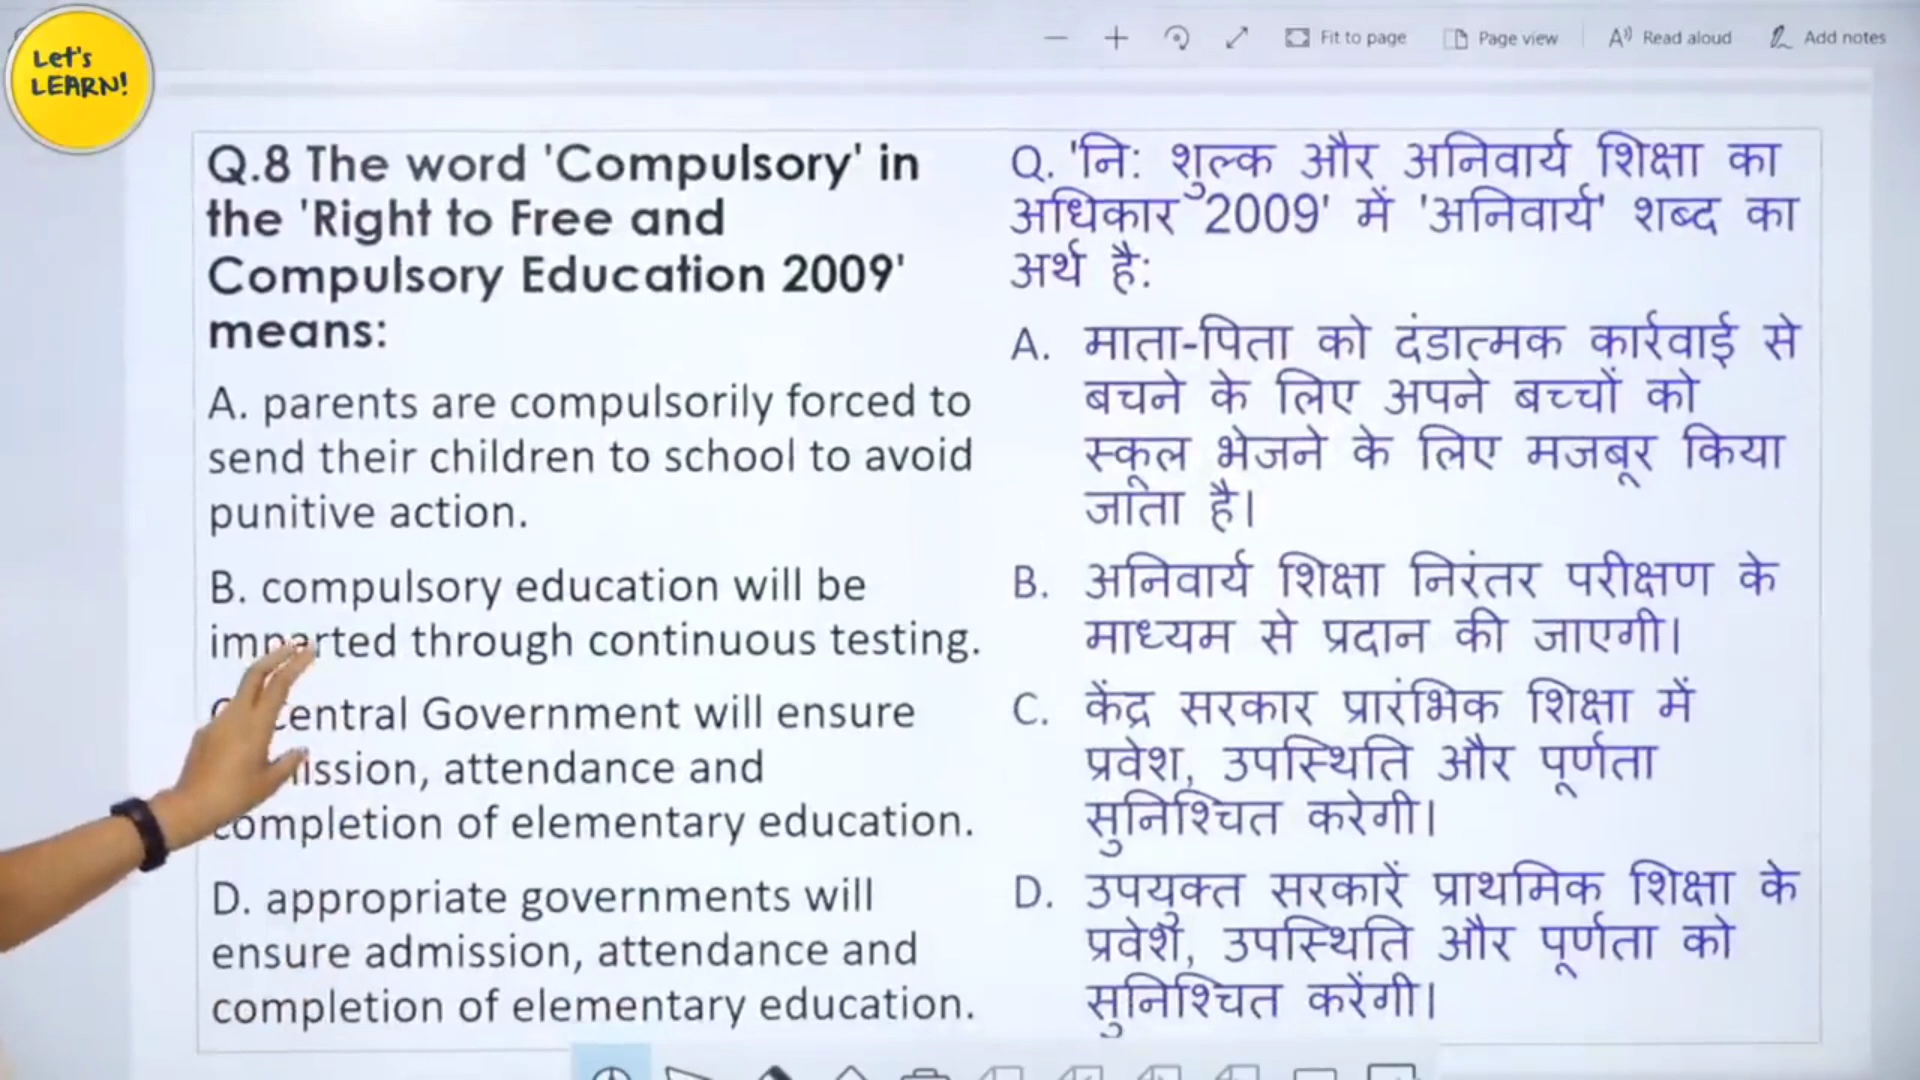 Let's
LEARN!
Fit to page
Page view
Read aloud
Add notes
Q.8 The word 'Compulsory' in
the 'Right to Free and
Compulsory Education 2009'
means:
A. parents are compulsorily forced to
send their children to school to avoid
punitive action.
B. compulsory education will be
imparted through continuous testing.
Central Government will ensure
attendance and
completion of elementary education.
D. appropriate governments will
ensure admission, attendance and
completion of elementary education.
Q. 'नि: शुल्क और अनिवार्य शिक्षा का
अधिकार 2009' में 'अनिवार्य' शब्द का
अर्थ है:
A. माता-पिता को दंडात्मक कार्रवाई से
बचने के लिए अपने बच्चों को
स्कूल भेजने के लिए मजबूर किया
जाता है।
B. अनिवार्य शिक्षा निरंतर परीक्षण के
माध्यम से प्रदान की जाएगी।
C. केंद्र सरकार प्रारंभिक शिक्षा में
प्रवेश, उपस्थिति और पूर्णता
सुनिश्चित करेगी।
D. उपयुक्त सरकारें प्राथमिक शिक्षा के
प्रवेश, उपस्थिति और पूर्णता को
सुनिश्चित करेंगी।